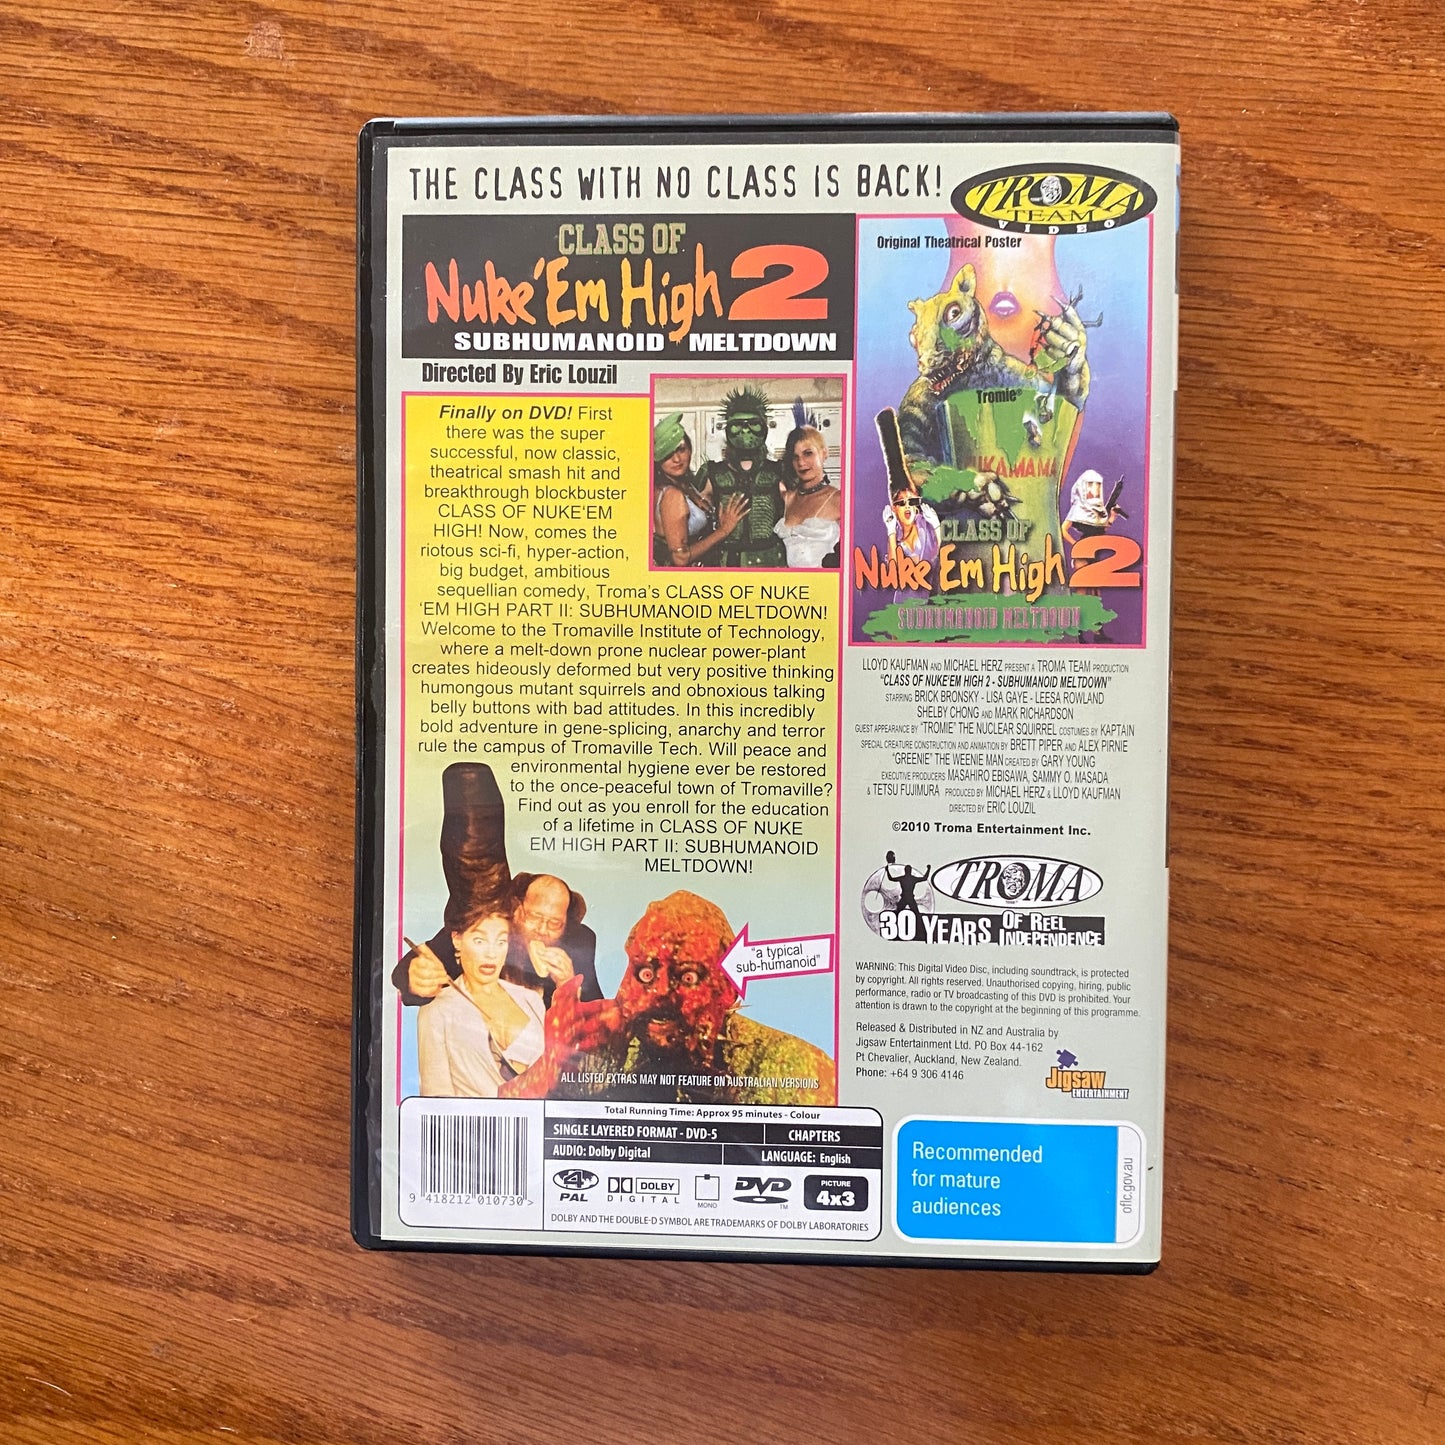 THE CLASS WITH NO CLASS IS BACK!
TROMA
TEAM
VIDEO
CLASS OF
Nuke 'Em High 2
SUBHUMANOID MELTDOWN
Directed By Eric Louzil
Finally on DVD! First
there was the super
successful, now classic,
theatrical smash hit and
breakthrough blockbuster
CLASS OF NUKE'EM
HIGH! Now, comes the
riotous sci-fi, hyper-action,
big budget, ambitious
sequellian comedy, Troma's CLASS OF NUKE
'EM HIGH PART II: SUBHUMANOID MELTDOWN!
Welcome to the Tromaville Institute of Technology,
where a melt-down prone nuclear power-plant
creates hideously deformed but very positive thinking
humongous mutant squirrels and obnoxious talking
belly buttons with bad attitudes. In this incredibly
bold adventure in gene-splicing, anarchy and terror
rule the campus of Tromaville Tech. Will peace and
environmental hygiene ever be restored
to the once-peaceful town of Tromaville?
Find out as you enroll for the education
of a lifetime in CLASS OF NUKE
EM HIGH PART II: SUBHUMANOID
MELTDOWN!
"a typical
sub-humanoid"
ALL LISTED EXTRAS MAY NOT FEATURE ON AUSTRALIAN VERSIONS
Original Theatrical Poster
Tromie®
CLASS OF
Nuke 'Em High 2
SUBHUMANOID MELTDOWN
LLOYD KAUFMAN AND MICHAEL HERZ PRESENT A TROMA TEAM PRODUCTION
"CLASS OF NUKE'EM HIGH 2 - SUBHUMANOID MELTDOWN"
STARRING BRICK BRONSKY - LISA GAYE - LEESA ROWLAND
SHELBY CHONG AND MARK RICHARDSON
GUEST APPEARANCE BY "TROMIE" THE NUCLEAR SQUIRREL COSTUMES BY KAPTAIN
SPECIAL CREATURE CONSTRUCTION AND ANIMATION BY BRETT PIPER AND ALEX PIRNIE
"GREENIE" THE WEENIE MAN CREATED BY GARY YOUNG
EXECUTIVE PRODUCERS MASAHIRO EBISAWA, SAMMY O. MASADA
& TETSU FUJIMURA PRODUCED BY MICHAEL HERZ & LLOYD KAUFMAN
DIRECTED BY ERIC LOUZIL
©2010 Troma Entertainment Inc.
TROMA
30 YEARS OF REEL INDEPENDENCE
WARNING: This Digital Video Disc, including soundtrack, is protected
by copyright. All rights reserved. Unauthorised copying, hiring, public
performance, radio or TV broadcasting of this DVD is prohibited. Your
attention is drawn to the copyright at the beginning of this programme.
Released & Distributed in NZ and Australia by
Jigsaw Entertainment Ltd. PO Box 44-162
Pt Chevalier, Auckland, New Zealand.
Phone: +64 9 306 4146
Jigsaw
ENTERTAINMENT
9 418212 010730 >
Total Running Time: Approx 95 minutes - Colour
SINGLE LAYERED FORMAT - DVD-5
CHAPTERS
AUDIO: Dolby Digital
LANGUAGE: English
4
PAL
DOLBY
DIGITAL
MONO
DVD
TM
PICTURE
4x3
DOLBY AND THE DOUBLE-D SYMBOL ARE TRADEMARKS OF DOLBY LABORATORIES
Recommended
for mature
audiences
oflc.gov.au